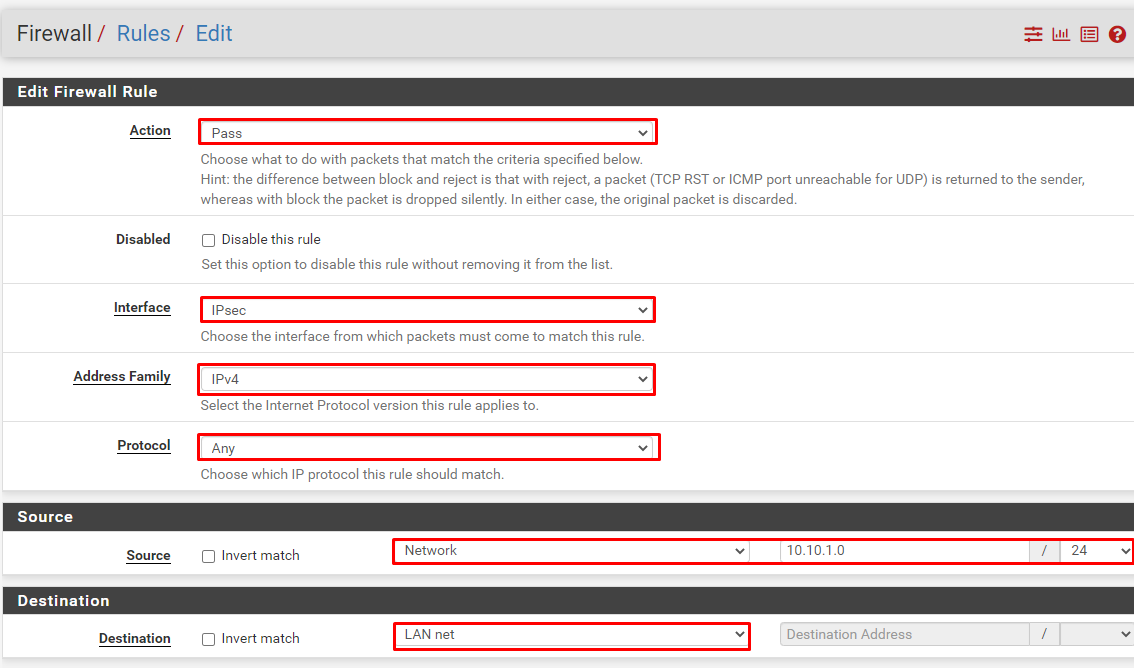 Firewall / Rules / Edit
Edit Firewall Rule
Action
Pass
Choose what to do with packets that match the criteria specified below.
Hint: the difference between block and reject is that with reject, a packet (TCP RST or ICMP port unreachable for UDP) is returned to the sender,
whereas with block the packet is dropped silently. In either case, the original packet is discarded.
Disabled
Disable this rule
Set this option to disable this rule without removing it from the list.
Interface
IPsec
Choose the interface from which packets must come to match this rule.
Address Family
IPv4
Select the Internet Protocol version this rule applies to.
Protocol
Any
Choose which IP protocol this rule should match.
Source
Source Invert match Network 10.10.1.0 / 24
Destination
Destination Invert match LAN net Destination Address /